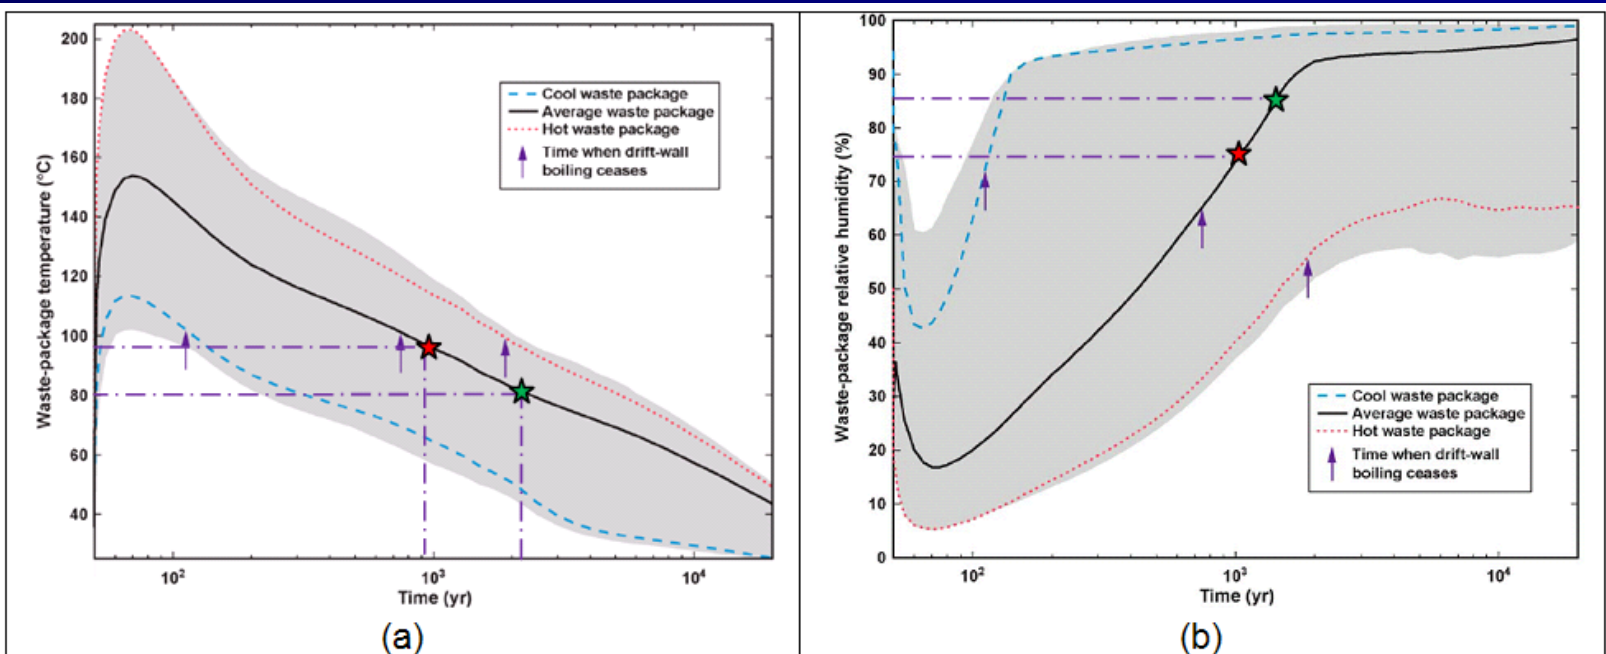 200
180
160
140
120
100
80
60
40
Waste-package temperature (°C)
Cool waste package
Average waste package
Hot waste package
Time when drift-wall
boiling ceases
10²
10³
10⁴
Time (yr)
(a)
100
90
80
70
60
50
40
30
20
10
0
Waste-package relative humidity (%)
Cool waste package
Average waste package
Hot waste package
Time when drift-wall
boiling ceases
10²
10³
10⁴
Time (yr)
(b)